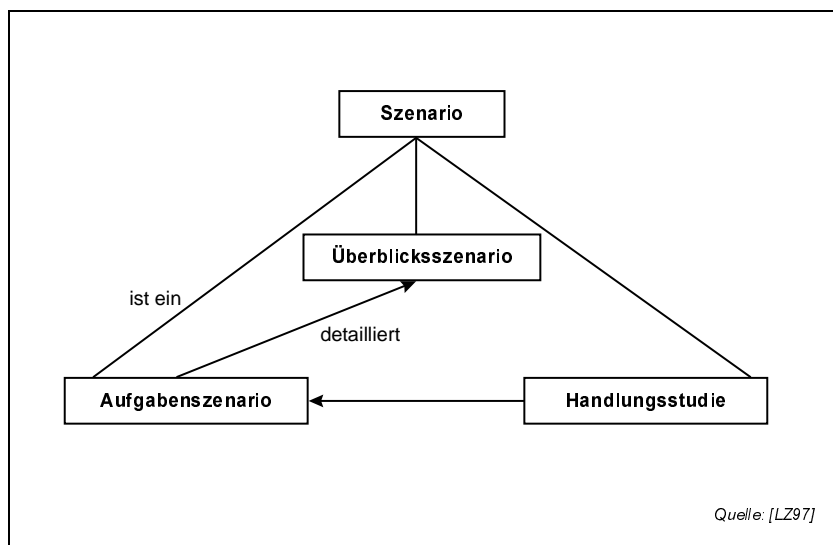 Szenario
Überblicksszenario
ist ein
detailliert
Aufgabenszenario
Handlungsstudie
Quelle: [LZ97]